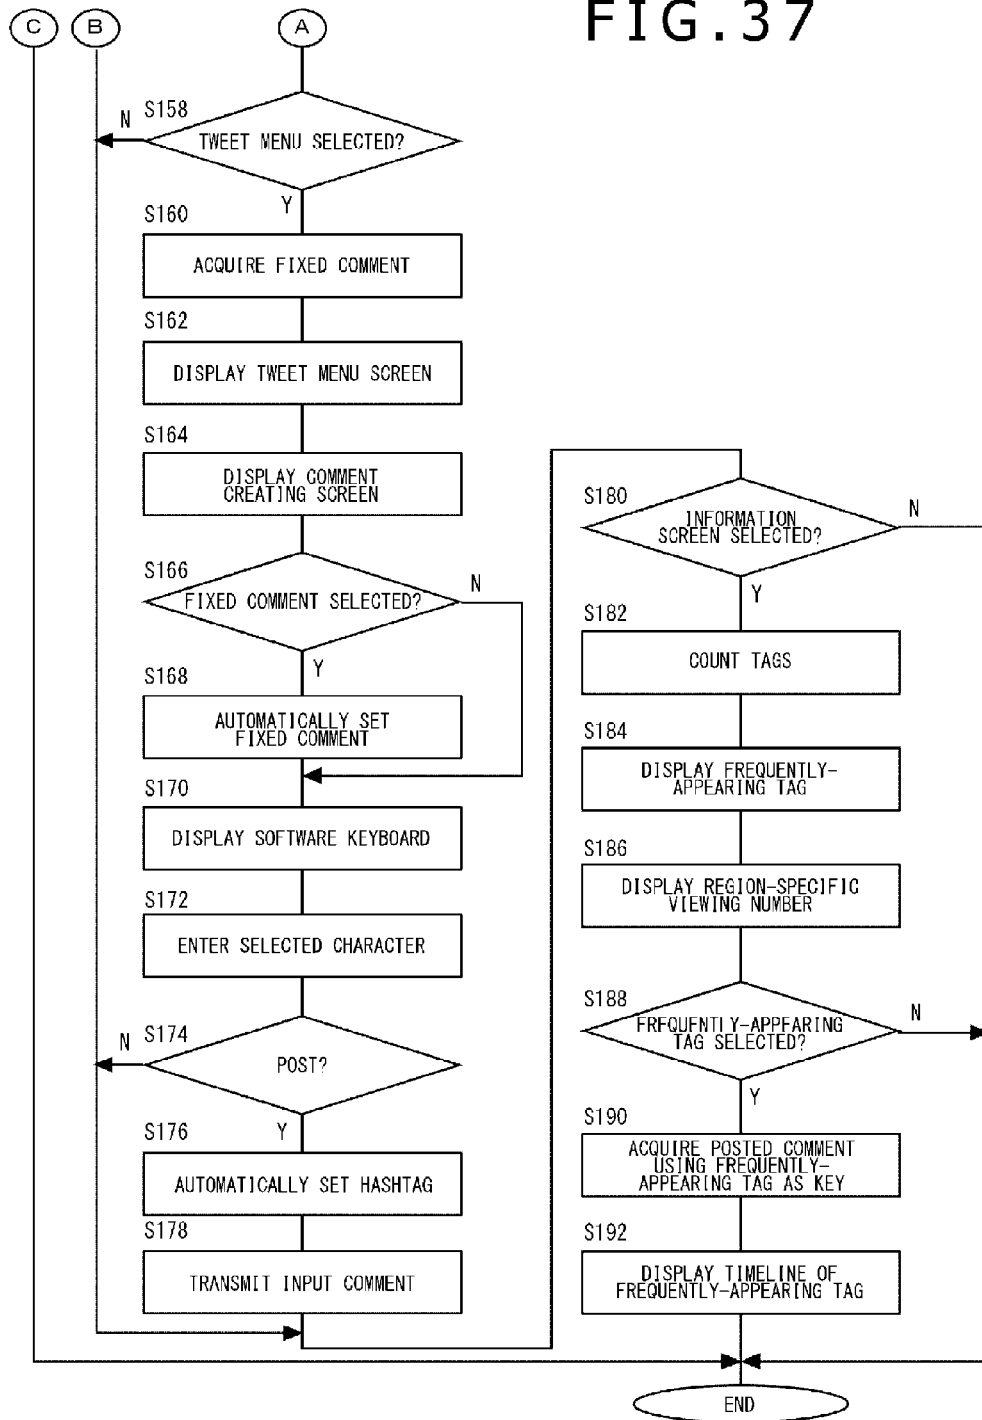 FIG.37
C
B
A
S158
N
TWEET MENU SELECTED?
Y
S160
ACQUIRE FIXED COMMENT
S162
DISPLAY TWEET MENU SCREEN
S164
DISPLAY COMMENT
CREATING SCREEN
S166
FIXED COMMENT SELECTED?
N
Y
S168
AUTOMATICALLY SET
FIXED COMMENT
S170
DISPLAY SOFTWARE KEYBOARD
S172
ENTER SELECTED CHARACTER
S174
N
POST?
Y
S176
AUTOMATICALLY SET HASHTAG
S178
TRANSMIT INPUT COMMENT
S180
INFORMATION
SCREEN SELECTED?
N
Y
S182
COUNT TAGS
S184
DISPLAY FREQUENTLY-
APPEARING TAG
S186
DISPLAY REGION-SPECIFIC
VIEWING NUMBER
S188
FREQUENTLY-APPEARING
TAG SELECTED?
N
Y
S190
ACQUIRE POSTED COMMENT
USING FREQUENTLY-
APPEARING TAG AS KEY
S192
DISPLAY TIMELINE OF
FREQUENTLY-APPEARING TAG
END